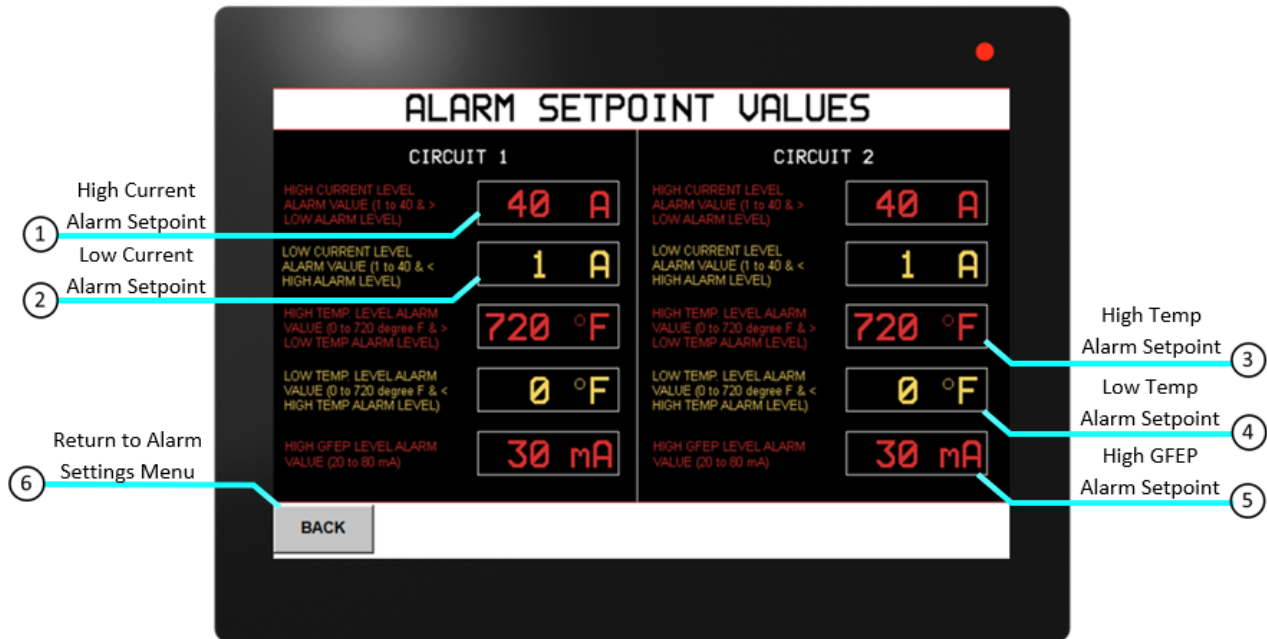 ALARM SETPOINT VALUES
CIRCUIT 1
HIGH CURRENT LEVEL
ALARM VALUE (1 to 40 & >
LOW ALARM LEVEL)
40 A
LOW CURRENT LEVEL
ALARM VALUE (1 to 40 & <
HIGH ALARM LEVEL)
1 A
HIGH TEMP. LEVEL ALARM
VALUE (0 to 720 degree F & >
LOW TEMP ALARM LEVEL)
720 °F
LOW TEMP. LEVEL ALARM
VALUE (0 to 720 degree F & <
HIGH TEMP ALARM LEVEL)
0 °F
HIGH GFEP LEVEL ALARM
VALUE (20 to 80 mA)
30 mA
CIRCUIT 2
HIGH CURRENT LEVEL
ALARM VALUE (1 to 40 & >
LOW ALARM LEVEL)
40 A
LOW CURRENT LEVEL
ALARM VALUE (1 to 40 & <
HIGH ALARM LEVEL)
1 A
HIGH TEMP. LEVEL ALARM
VALUE (0 to 720 degree F & >
LOW TEMP ALARM LEVEL)
720 °F
LOW TEMP. LEVEL ALARM
VALUE (0 to 720 degree F & <
HIGH TEMP ALARM LEVEL)
0 °F
HIGH GFEP LEVEL ALARM
VALUE (20 to 80 mA)
30 mA
BACK
High Current
Alarm Setpoint
1
Low Current
Alarm Setpoint
2
Return to Alarm
Settings Menu
6
High Temp
Alarm Setpoint
3
Low Temp
Alarm Setpoint
4
High GFEP
Alarm Setpoint
5